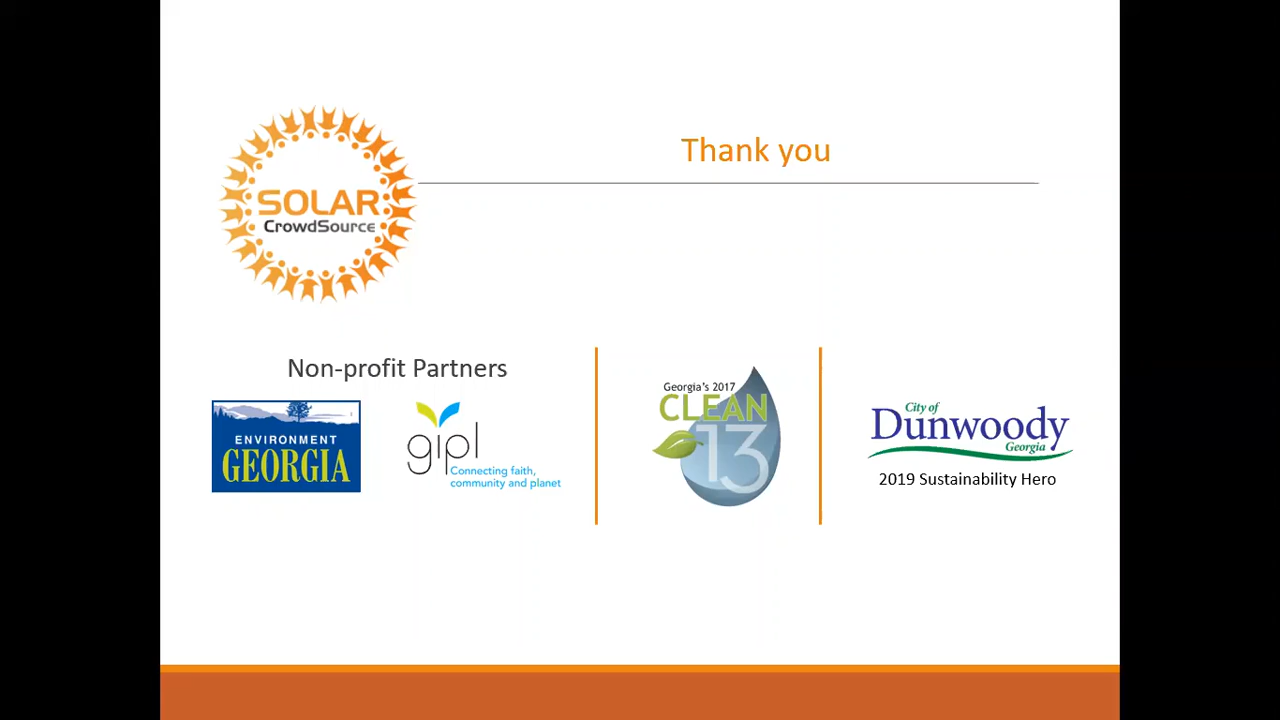 Thank you
SOLAR
CrowdSource
Non-profit Partners
ENVIRONMENT
GEORGIA
gipl
Connecting faith,
community and planet
Georgia's 2017
CLEAN
13
City of
Dunwoody
Georgia
2019 Sustainability Hero